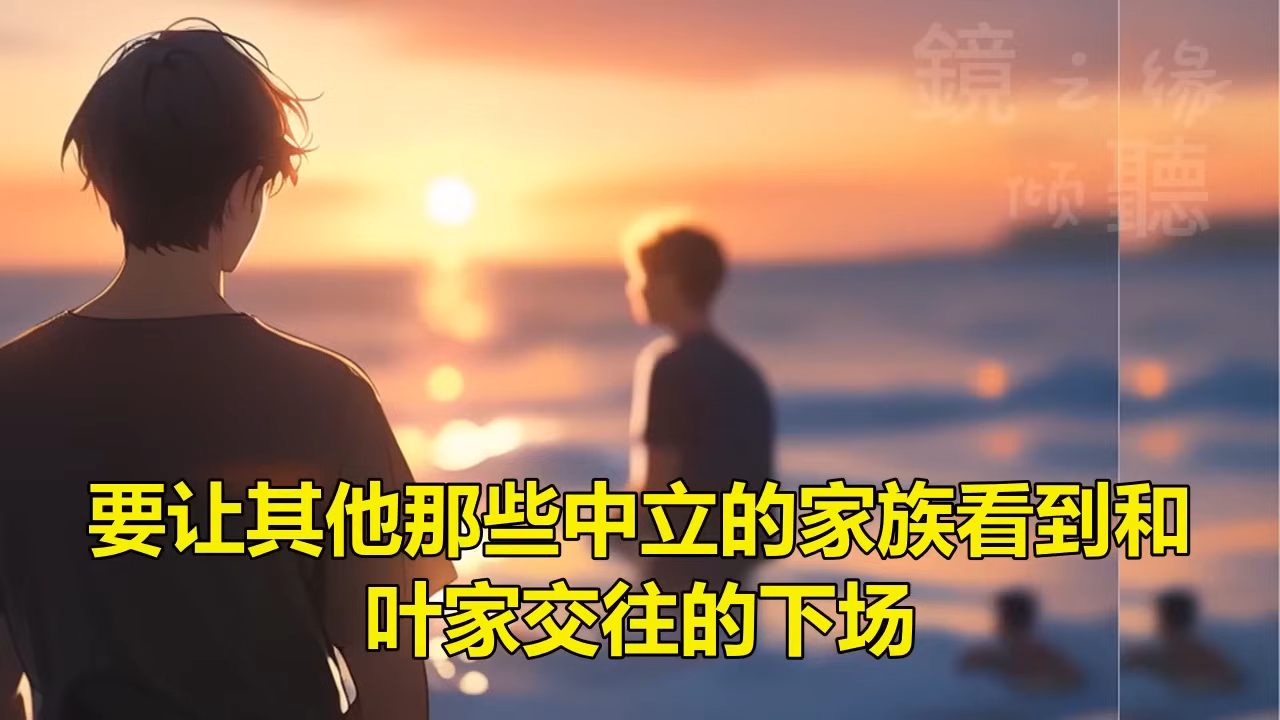 鏡之缘
倾聽
要让其他那些中立的家族看到和
叶家交往的下场